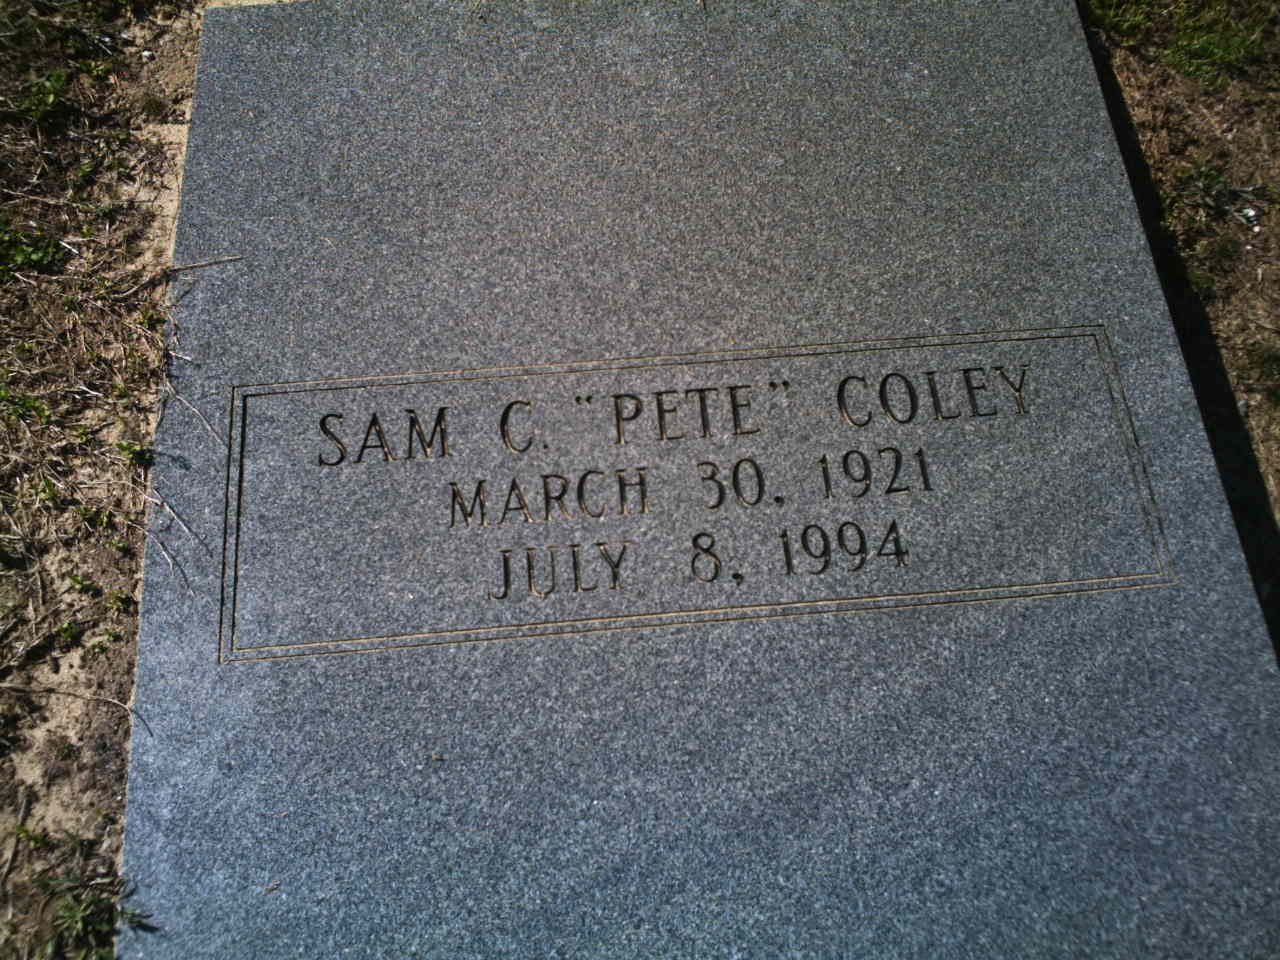 SAM C. "PETE" COLEY
MARCH 30, 1921
JULY 8, 1994